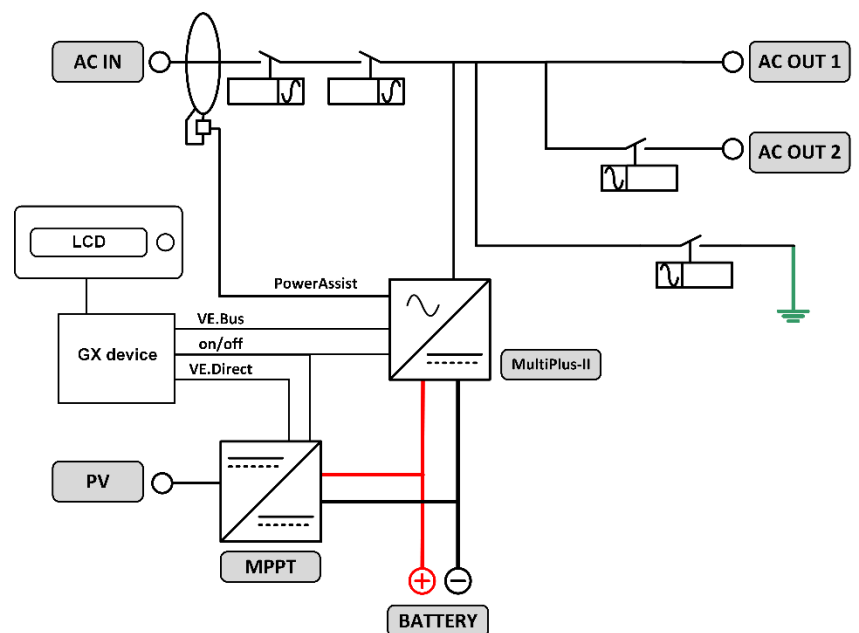 AC IN
AC OUT 1
AC OUT 2
LCD
PowerAssist
VE.Bus
GX device
on/off
MultiPlus-II
VE.Direct
PV
MPPT
BATTERY